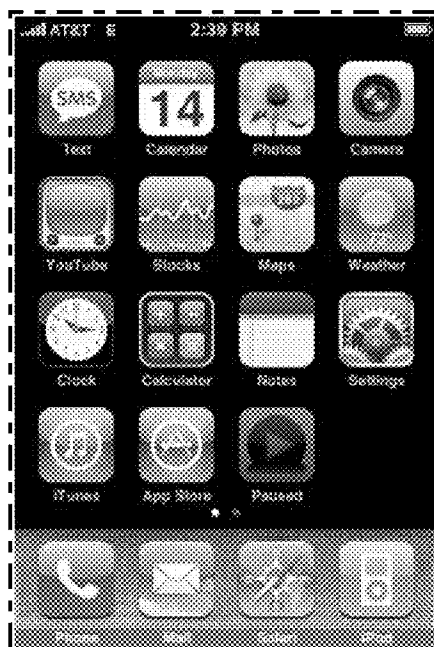 AT&T E 2:39 PM
SMS 14
Text Calendar Photos Camera
YouTube Stocks Maps Weather
Clock Calculator Notes Settings
iTunes App Store Paused
Phone Mail Safari iPod